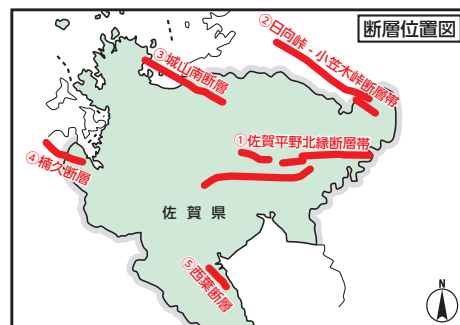 断層位置図
②日向峠-小笠木峠断層帯
③城山南断層
①佐賀平野北縁断層帯
④楠久断層
佐賀県
⑤西葉断層
N